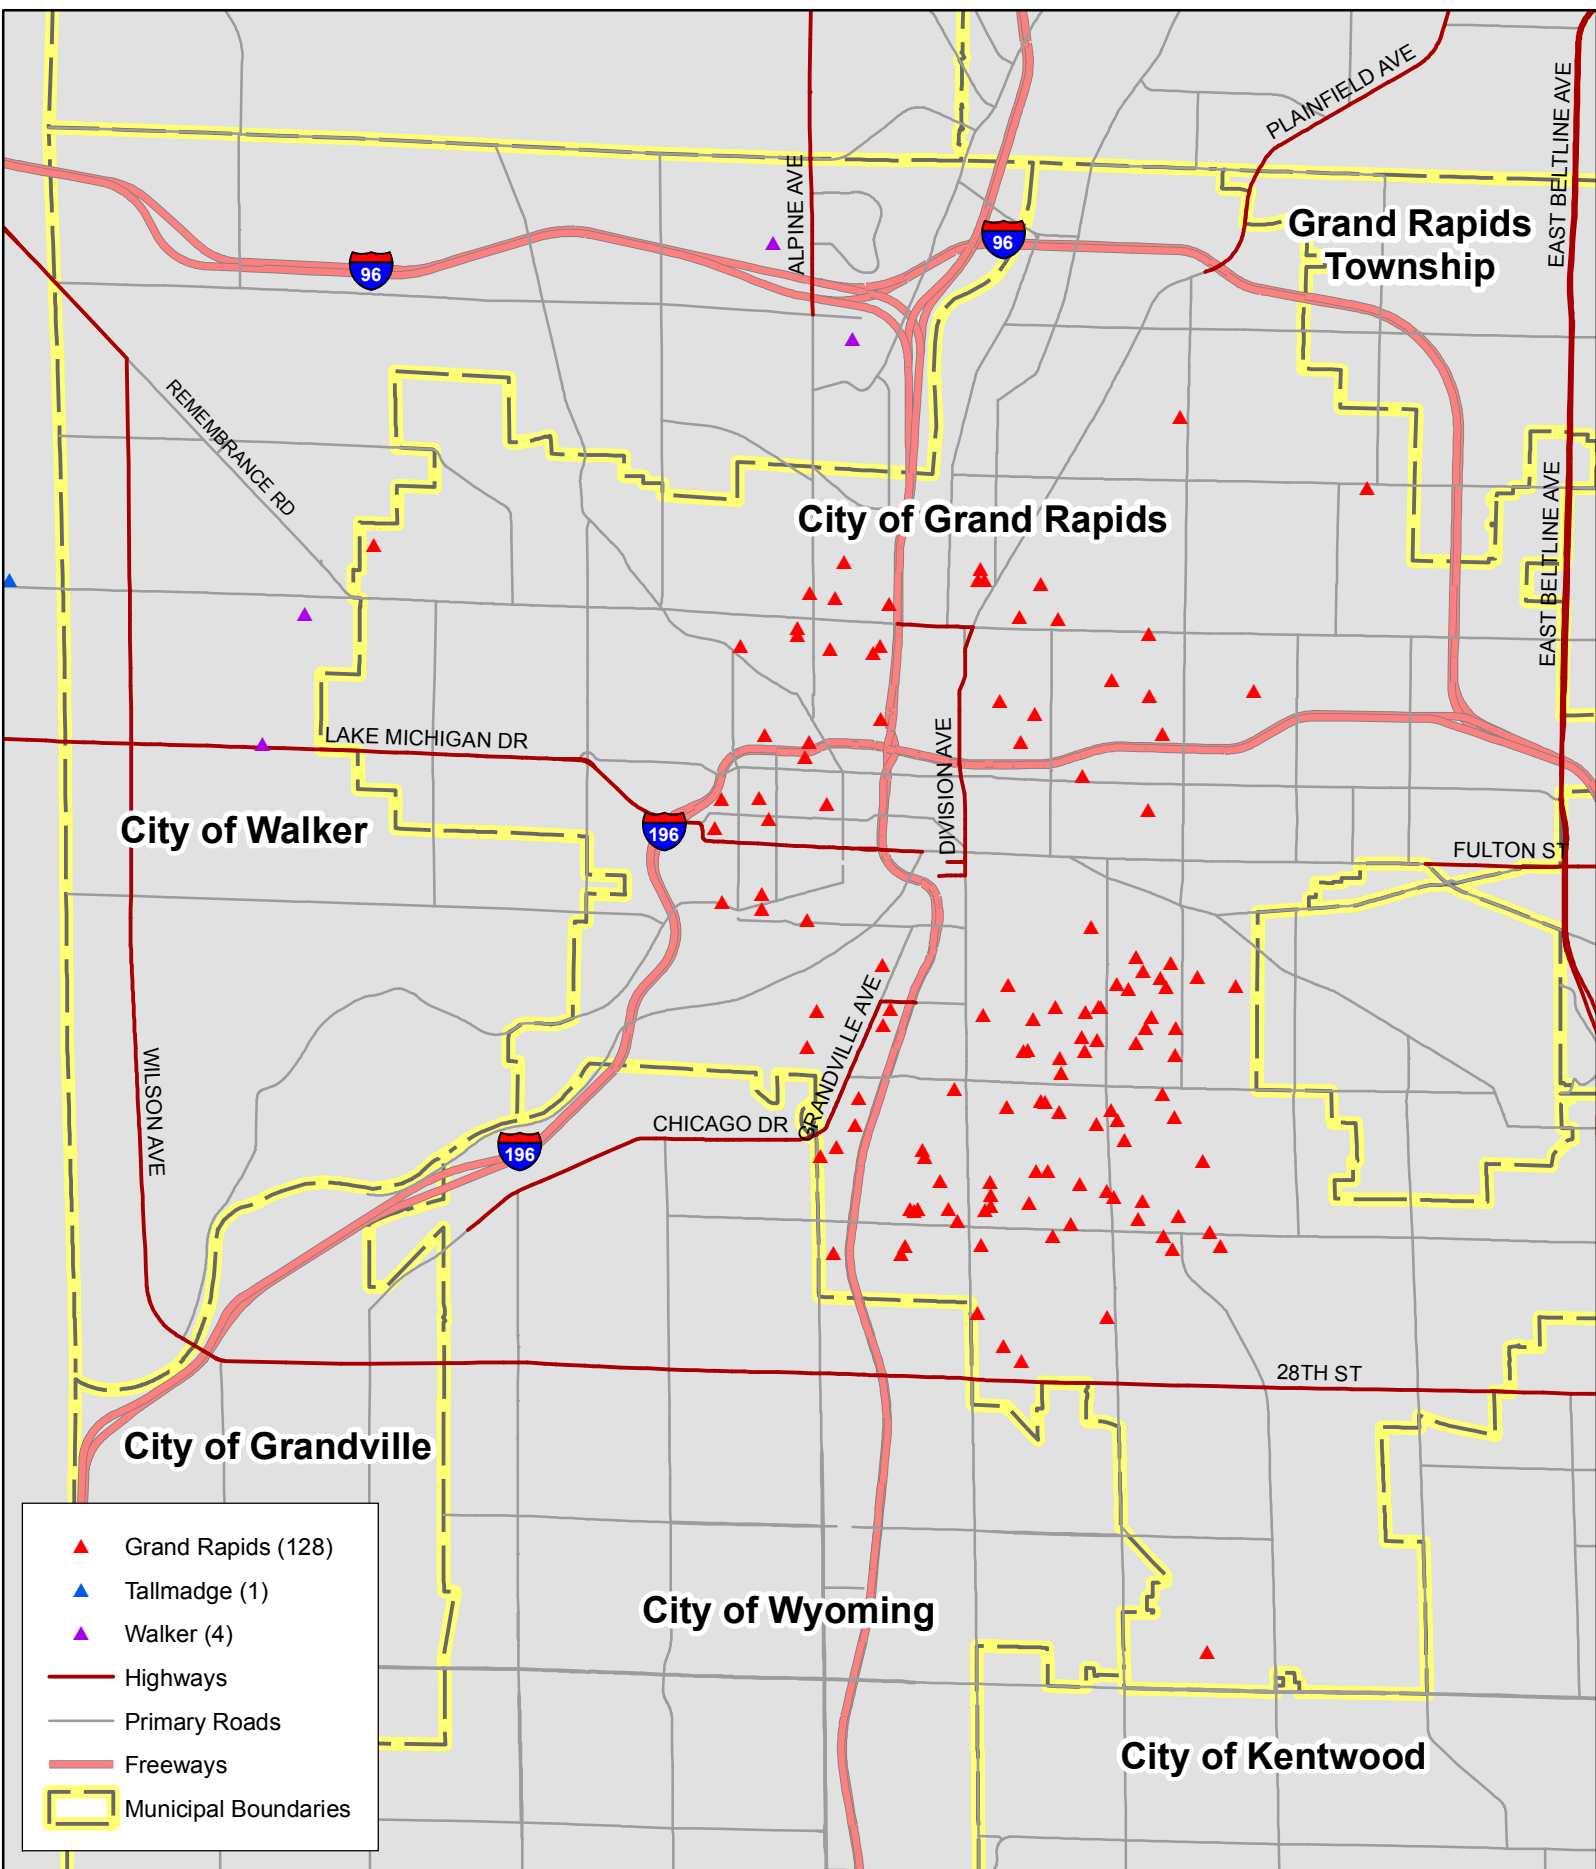 PLAINFIELD AVE
EAST BELTLINE AVE
ALPINE AVE
Grand Rapids
Township
96
96
REMEMBRANCE RD
City of Grand Rapids
EAST BELTLINE AVE
LAKE MICHIGAN DR
DIVISION AVE
City of Walker
196
FULTON ST
GRANDVILLE AVE
WILSON AVE
CHICAGO DR
196
28TH ST
City of Grandville
Grand Rapids (128)
Tallmadge (1)
Walker (4)
Highways
Primary Roads
Freeways
Municipal Boundaries
City of Wyoming
City of Kentwood